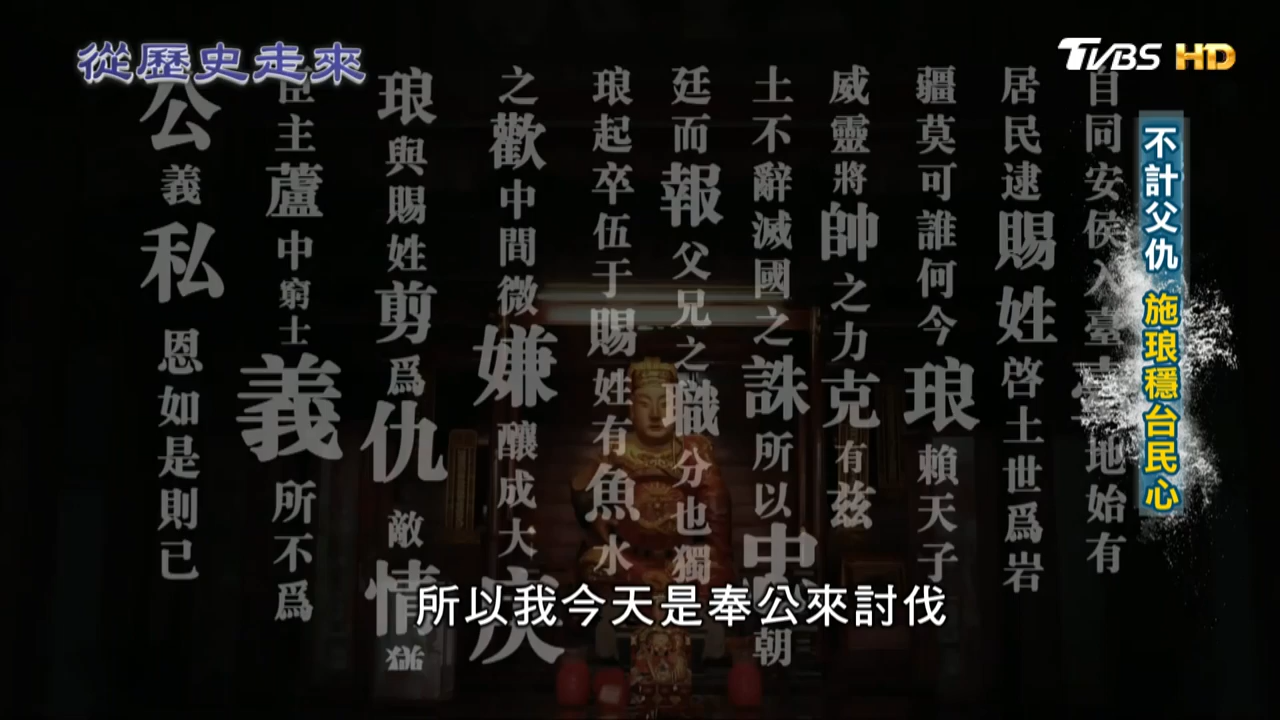 從歷史走來
TVBS HD
不計父仇 施琅穩台民心
自同安侯入臺臺地始有
居民逮賜姓啓土世爲岩
疆莫可誰何今琅賴天子
威靈將帥之力克有茲
土不辭滅國之誅所以忠朝
廷而報父兄之職分也獨
琅起卒伍于賜姓有魚水
之歡中間微嫌釀成大戾
琅與賜姓剪爲仇敵情猶
臣主蘆中窮士義所不爲
公義私恩如是則已
所以我今天是奉公來討伐